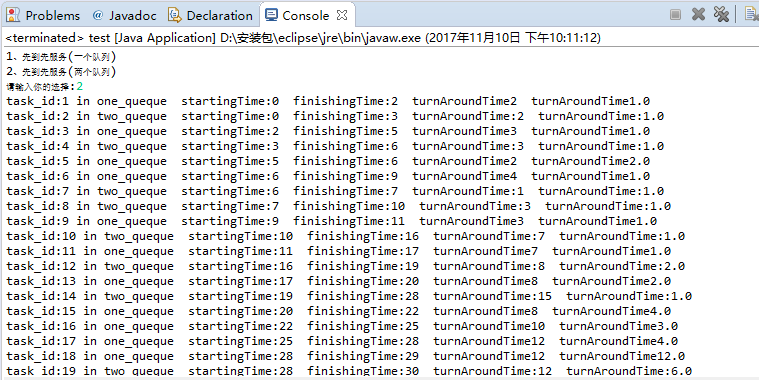 Problems @ Javadoc Declaration Console
<terminated> test [Java Application] D:\安装包\eclipse\jre\bin\javaw.exe (2017年11月10日 下午10:11:12)
1、先到先服务(一个队列)
2、先到先服务(两个队列)
请输入你的选择:2
task_id:1 in one_queque  startingTime:0  finishingTime:2  turnAroundTime2  turnAroundTime1.0
task_id:2 in two_queque  startingTime:0  finishingTime:3  turnAroundTime:2  turnAroundTime:1.0
task_id:3 in one_queque  startingTime:2  finishingTime:5  turnAroundTime3  turnAroundTime1.0
task_id:4 in two_queque  startingTime:3  finishingTime:6  turnAroundTime:3  turnAroundTime:1.0
task_id:5 in one_queque  startingTime:5  finishingTime:6  turnAroundTime2  turnAroundTime2.0
task_id:6 in one_queque  startingTime:6  finishingTime:9  turnAroundTime4  turnAroundTime1.0
task_id:7 in two_queque  startingTime:6  finishingTime:7  turnAroundTime:1  turnAroundTime:1.0
task_id:8 in two_queque  startingTime:7  finishingTime:10  turnAroundTime:3  turnAroundTime:1.0
task_id:9 in one_queque  startingTime:9  finishingTime:11  turnAroundTime3  turnAroundTime1.0
task_id:10 in two_queque  startingTime:10  finishingTime:16  turnAroundTime:7  turnAroundTime:1.0
task_id:11 in one_queque  startingTime:11  finishingTime:17  turnAroundTime7  turnAroundTime1.0
task_id:12 in two_queque  startingTime:16  finishingTime:19  turnAroundTime:8  turnAroundTime:2.0
task_id:13 in one_queque  startingTime:17  finishingTime:20  turnAroundTime8  turnAroundTime2.0
task_id:14 in two_queque  startingTime:19  finishingTime:28  turnAroundTime:15  turnAroundTime:1.0
task_id:15 in one_queque  startingTime:20  finishingTime:22  turnAroundTime8  turnAroundTime4.0
task_id:16 in one_queque  startingTime:22  finishingTime:25  turnAroundTime10  turnAroundTime3.0
task_id:17 in one_queque  startingTime:25  finishingTime:28  turnAroundTime12  turnAroundTime4.0
task_id:18 in one_queque  startingTime:28  finishingTime:29  turnAroundTime12  turnAroundTime12.0
task_id:19 in two_queque  startingTime:28  finishingTime:30  turnAroundTime:12  turnAroundTime:6.0